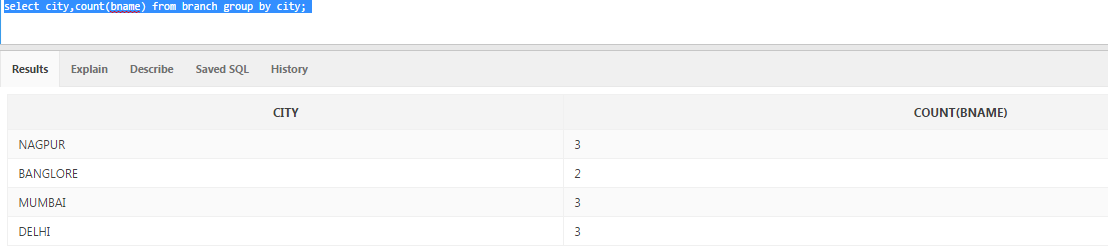 select city,count(bname) from branch group by city;
Results Explain Describe Saved SQL History
CITY COUNT(BNAME)
NAGPUR 3
BANGLORE 2
MUMBAI 3
DELHI 3